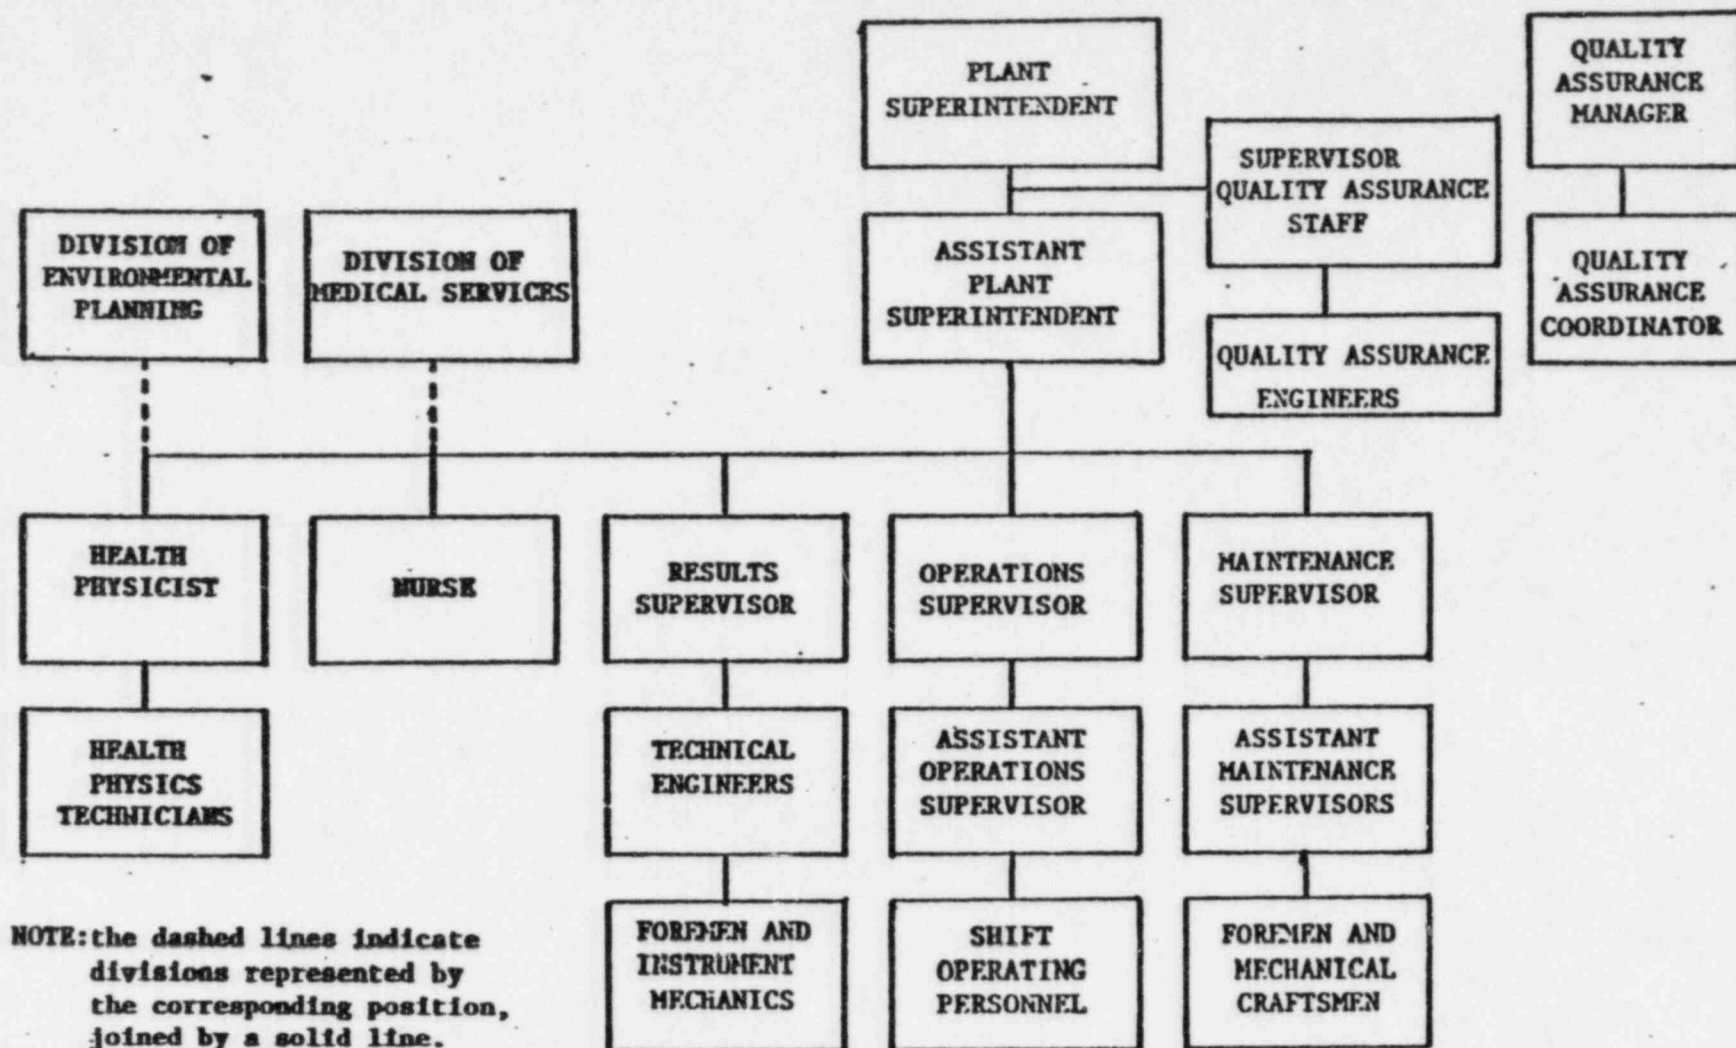 PLANT
SUPERINTENDENT
QUALITY
ASSURANCE
MANAGER
SUPERVISOR
QUALITY ASSURANCE
STAFF
DIVISION OF
ENVIRONMENTAL
PLANNING
DIVISION OF
MEDICAL SERVICES
ASSISTANT
PLANT
SUPERINTENDENT
QUALITY
ASSURANCE
COORDINATOR
QUALITY ASSURANCE
ENGINEERS
HEALTH
PHYSICIST
NURSE
RESULTS
SUPERVISOR
OPERATIONS
SUPERVISOR
MAINTENANCE
SUPERVISOR
HEALTH
PHYSICS
TECHNICIANS
TECHNICAL
ENGINEERS
ASSISTANT
OPERATIONS
SUPERVISOR
ASSISTANT
MAINTENANCE
SUPERVISORS
NOTE:the dashed lines indicate
divisions represented by
the corresponding position,
joined by a solid line.
FOREMEN AND
INSTRUMENT
MECHANICS
SHIFT
OPERATING
PERSONNEL
FOREMEN AND
MECHANICAL
CRAFTSMEN